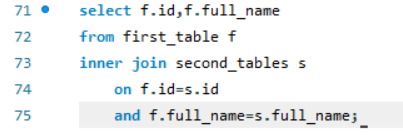 71 select f.id,f.full_name
72 from first_table f
73 inner join second_tables s
74 on f.id=s.id
75 and f.full_name=s.full_name;